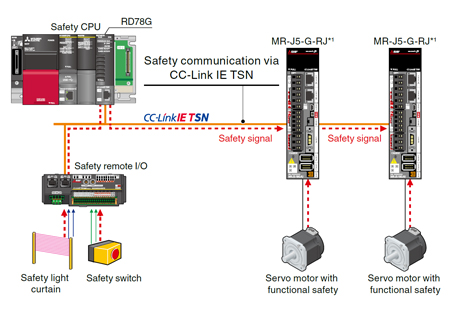 Safety CPU
RD78G
MR-J5-G-RJ*1
MR-J5-G-RJ*1
Safety communication via
CC-Link IE TSN
CC-Link IE TSN
Safety signal
Safety signal
Safety remote I/O
Safety light
curtain
Safety switch
Servo motor with
functional safety
Servo motor with
functional safety